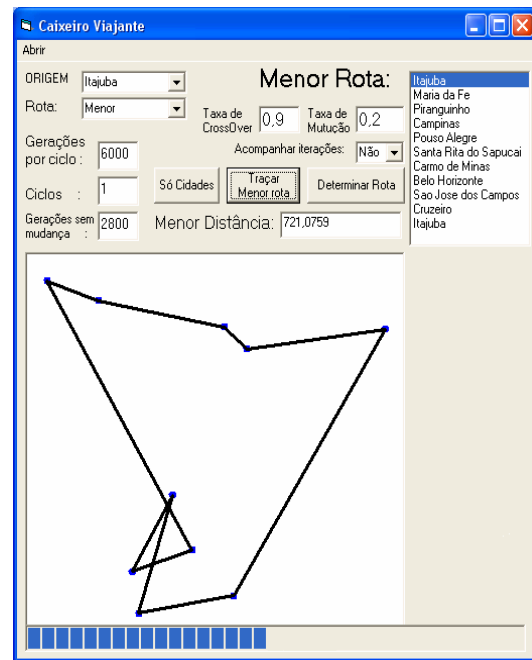 Caixeiro Viajante
Abrir
ORIGEM
Itajuba
Rota:
Menor
Menor Rota:
Taxa de
CrossOver
0,9
Taxa de
Mutução
0,2
Gerações
por ciclo :
6000
Acompanhar iterações:
Não
Ciclos :
1
Só Cidades
Traçar
Menor rota
Determinar Rota
Gerações sem
mudança :
2800
Menor Distância:
721,0759
Itajuba
Maria da Fe
Piranguinho
Campinas
Pouso Alegre
Santa Rita do Sapucai
Carmo de Minas
Belo Horizonte
Sao Jose dos Campos
Cruzeiro
Itajuba